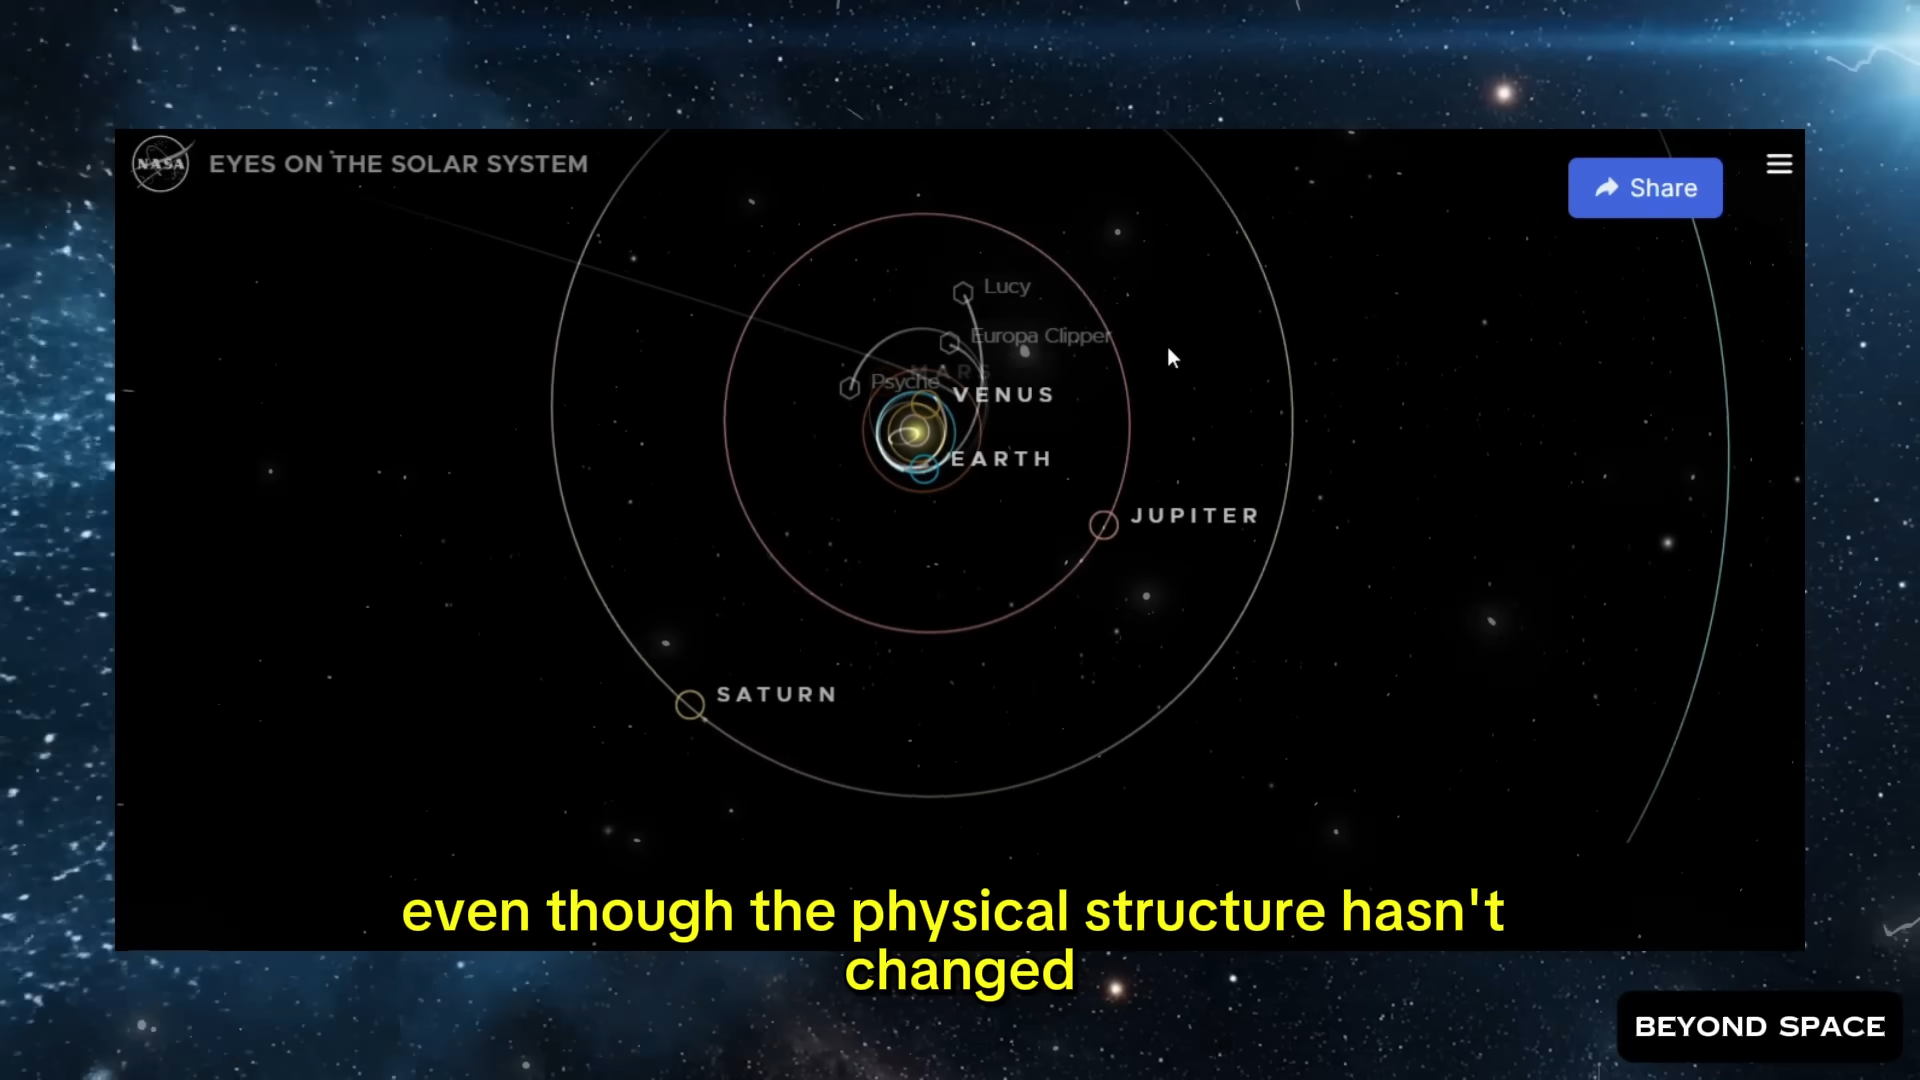 NASA
EYES ON THE SOLAR SYSTEM
Share
Lucy
Europa Clipper
MARS
Psyche
VENUS
EARTH
JUPITER
SATURN
even though the physical structure hasn't
changed
BEYOND SPACE